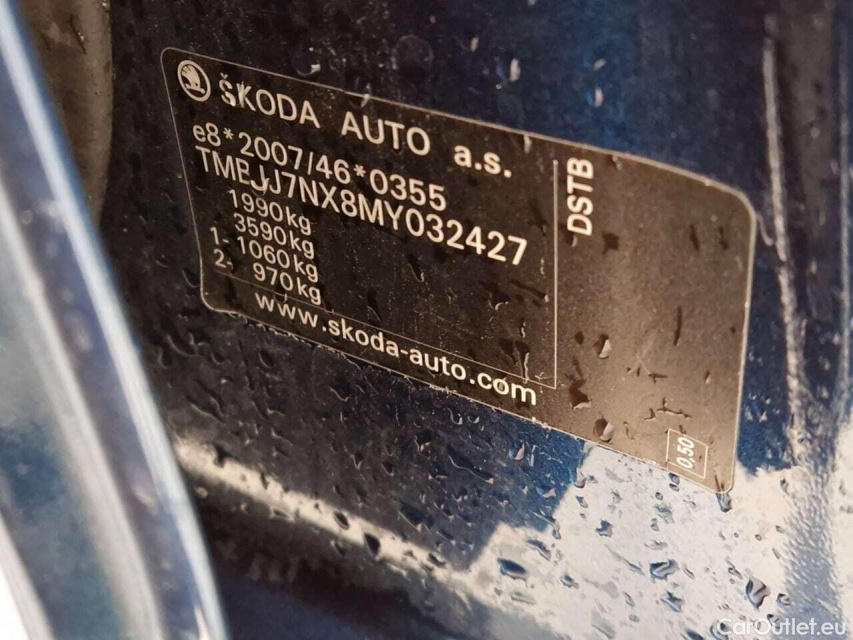 ŠKODA AUTO a.s.
e8*2007/46*0355
TMBJJ7NX8MY032427
1990kg
3590kg
1- 1060kg
2- 970kg
www.skoda-auto.com
DSTB
0,50
CarOutlet.eu